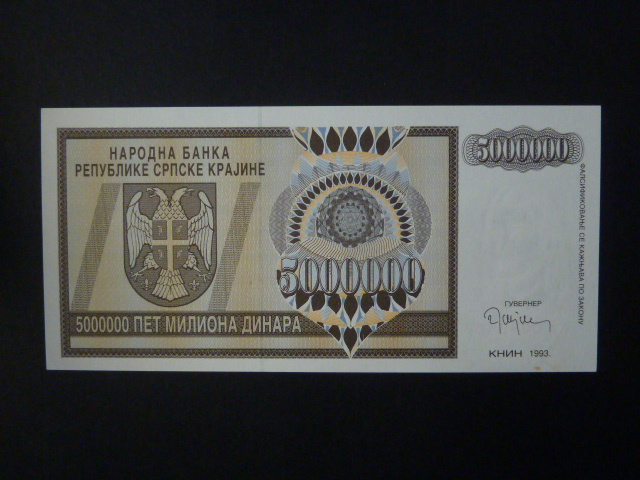 НАРОДНА БАНКА
РЕПУБЛИКЕ СРПСКЕ КРАЈИНЕ
5000000
5000000
5000000 ПЕТ МИЛИОНА ДИНАРА
ФАЛСИФИКОВАЊЕ СЕ КАЖЊАВА ПО ЗАКОНУ
ГУВЕРНЕР
КНИН 1993.